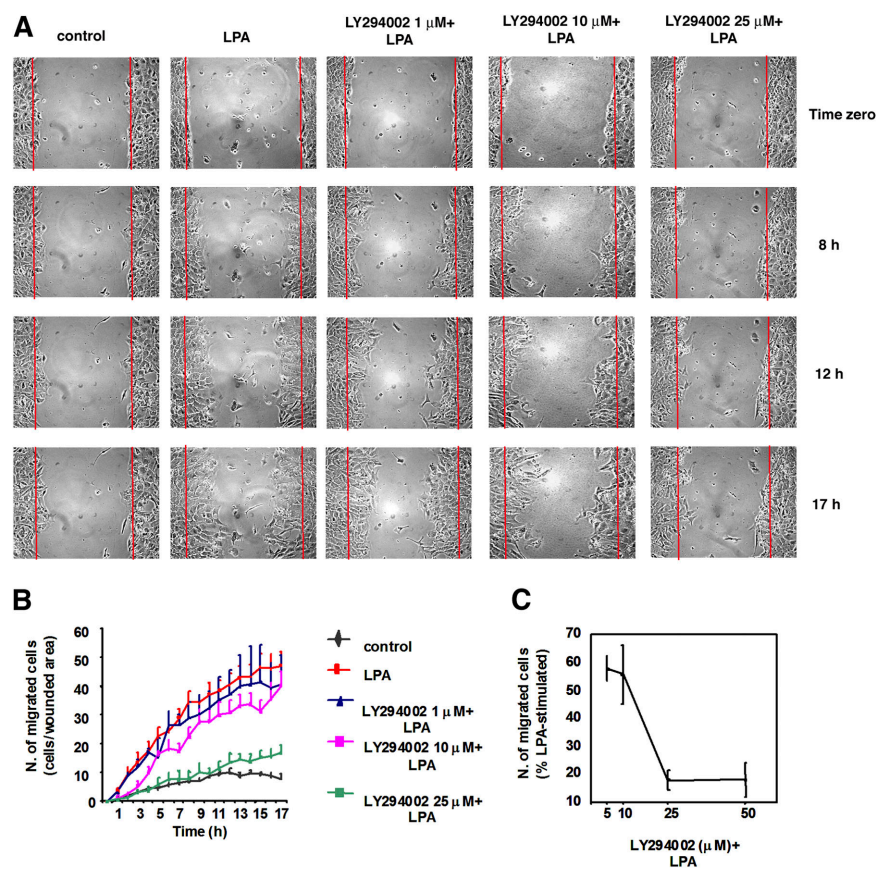 A
control
LPA
LY294002 1 μM+
LPA
LY294002 10 μM+
LPA
LY294002 25 μM+
LPA
Time zero
8 h
12 h
17 h
B
N. of migrated cells
(cells/wounded area)
60
50
40
30
20
10
0
1 3 5 7 9 11 13 15 17
Time (h)
control
LPA
LY294002 1 μM+
LPA
LY294002 10 μM+
LPA
LY294002 25 μM+
LPA
C
N. of migrated cells
(% LPA-stimulated)
70
60
50
40
30
20
10
5 10 25 50
LY294002 (μM)+
LPA